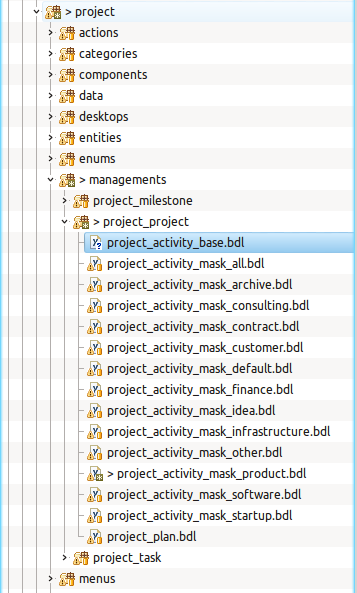 > project
actions
categories
components
data
desktops
entities
enums
> managements
project_milestone
> project_project
project_activity_base.bdl
project_activity_mask_all.bdl
project_activity_mask_archive.bdl
project_activity_mask_consulting.bdl
project_activity_mask_contract.bdl
project_activity_mask_customer.bdl
project_activity_mask_default.bdl
project_activity_mask_finance.bdl
project_activity_mask_idea.bdl
project_activity_mask_infrastructure.bdl
project_activity_mask_other.bdl
> project_activity_mask_product.bdl
project_activity_mask_software.bdl
project_activity_mask_startup.bdl
project_plan.bdl
project_task
menus